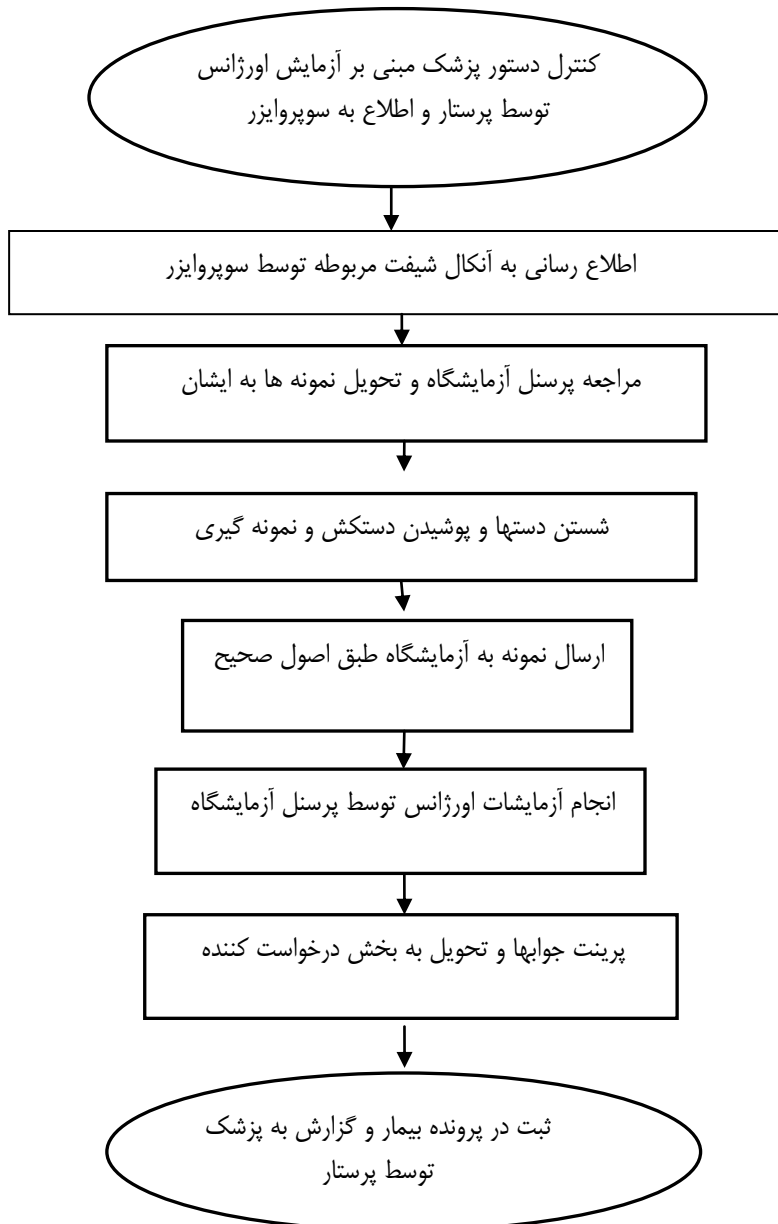 کنترل دستور پزشک مبنی بر آزمایش اورژانس
توسط پرستار و اطلاع به سوپروایزر
اطلاع رسانی به آنکال شیفت مربوطه توسط سوپروایزر
مراجعه پرسنل آزمایشگاه و تحویل نمونه ها به ایشان
شستن دستها و پوشیدن دستکش و نمونه گیری
ارسال نمونه به آزمایشگاه طبق اصول صحیح
انجام آزمایشات اورژانس توسط پرسنل آزمایشگاه
پرینت جوابها و تحویل به بخش درخواست کننده
ثبت در پرونده بیمار و گزارش به پزشک
توسط پرستار